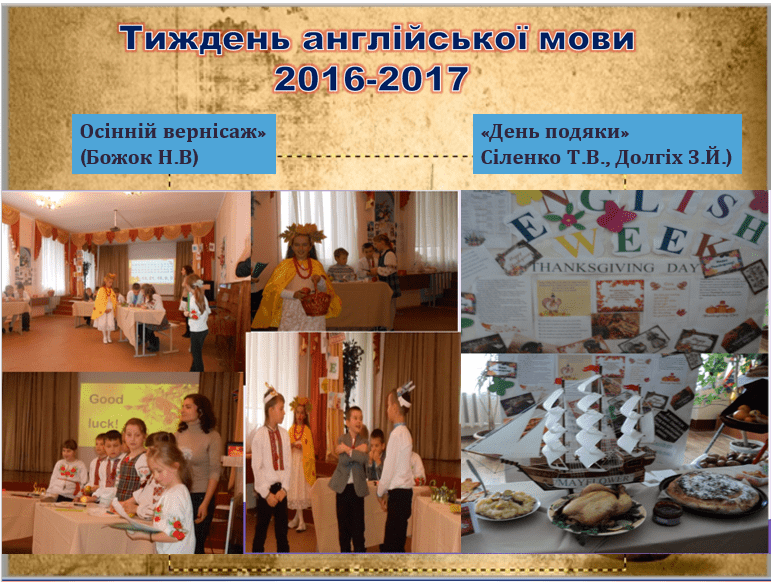 Тиждень англійської мови
2016-2017
Осінній вернісаж»
(Божок Н.В)
«День подяки»
Сіленко Т.В., Долгіх З.Й.)
ENGLISH
WEEK
THANKSGIVING DAY
Good
luck!
MAYFLOWER